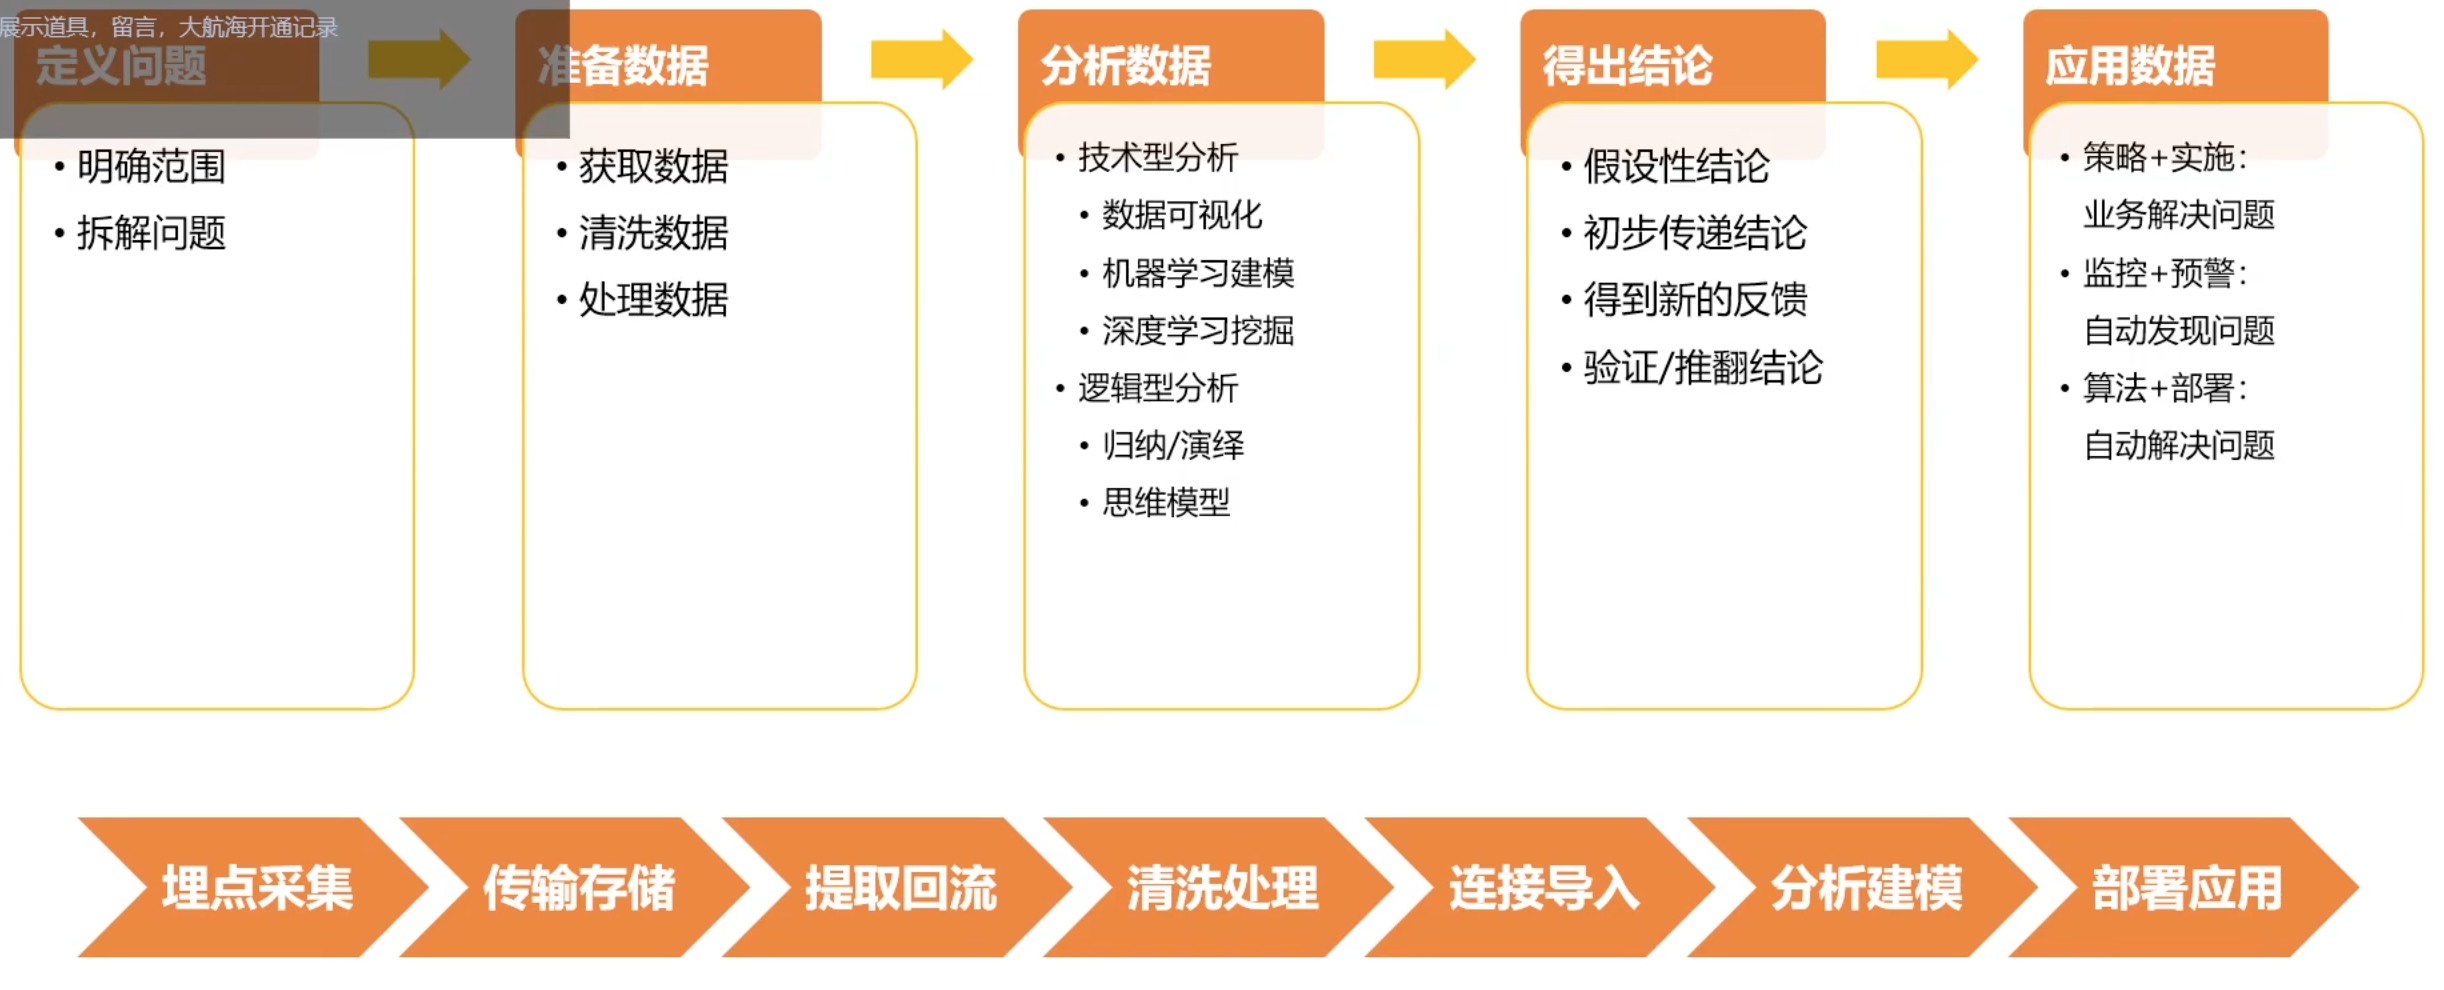 展示道具，留言，大航海开通记录
定义问题
• 明确范围
• 拆解问题
准备数据
• 获取数据
• 清洗数据
• 处理数据
分析数据
• 技术型分析
• 数据可视化
• 机器学习建模
• 深度学习挖掘
• 逻辑型分析
• 归纳/演绎
• 思维模型
得出结论
• 假设性结论
• 初步传递结论
• 得到新的反馈
• 验证/推翻结论
应用数据
• 策略+实施：
业务解决问题
• 监控+预警：
自动发现问题
• 算法+部署：
自动解决问题
埋点采集
传输存储
提取回流
清洗处理
连接导入
分析建模
部署应用